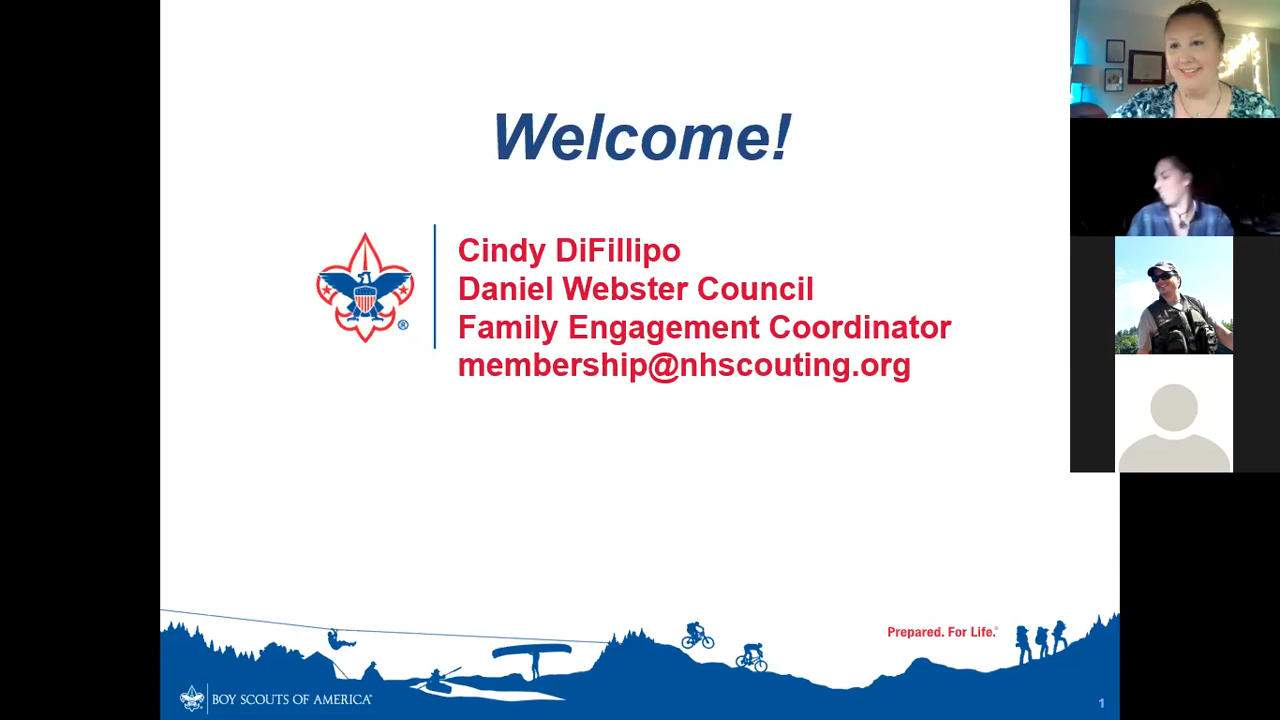 Welcome!
Cindy DiFillipo
Daniel Webster Council
Family Engagement Coordinator
membership@nhscouting.org
Prepared. For Life.®
BOY SCOUTS OF AMERICA®
1